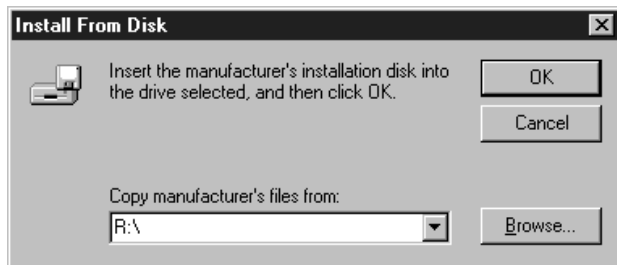 Install From Disk
Insert the manufacturer's installation disk into
the drive selected, and then click OK.
OK
Cancel
Copy manufacturer's files from:
R:\
Browse...